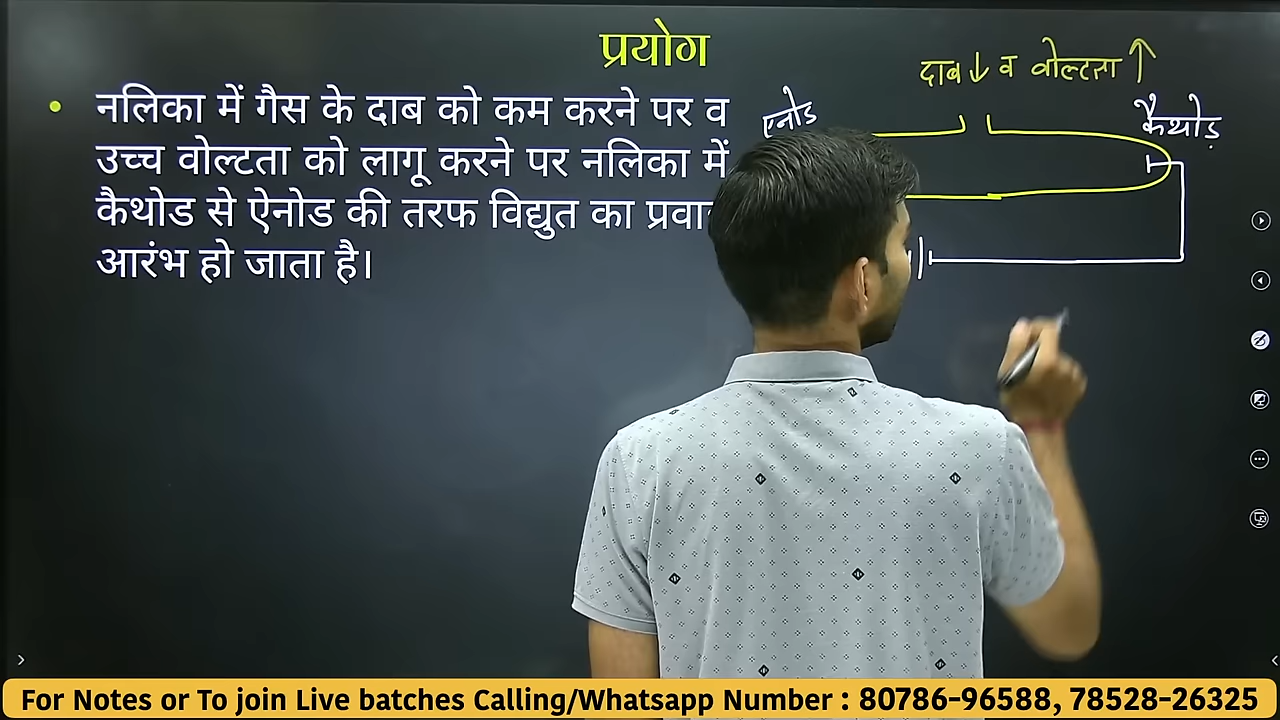 प्रयोग
दाब↓ व वोल्टता ↑
• नलिका में गैस के दाब को कम करने पर व
उच्च वोल्टता को लागू करने पर नलिका में
कैथोड से ऐनोड की तरफ विद्युत का
आरंभ हो जाता है।
एनोड
कैथोड़
For Notes or To join Live batches Calling/Whatsapp Number : 80786-96588, 78528-26325